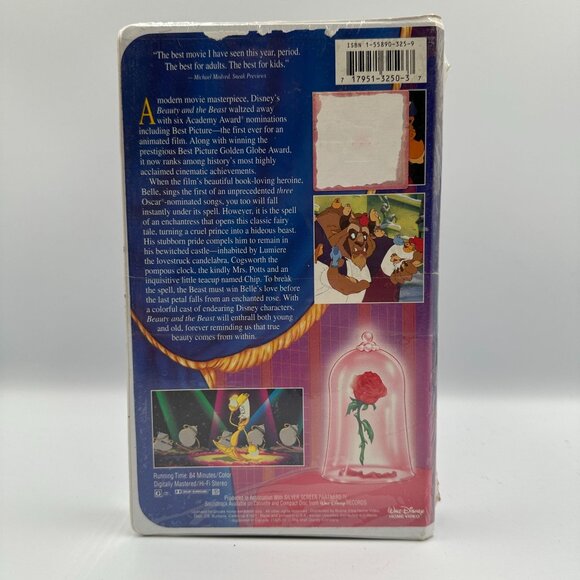 "The best movie I have seen this year, period.
The best for adults. The best for kids."
— Michael Medved, Sneak Previews
ISBN 1-55890-325-9
7 17951-3250-3 7
A modern movie masterpiece, Disney's
Beauty and the Beast waltzed away
with six Academy Award® nominations
including Best Picture—the first ever for an
animated film. Along with winning the
prestigious Best Picture Golden Globe Award,
it now ranks among history's most highly
acclaimed cinematic achievements.
When the film's beautiful book-loving heroine,
Belle, sings the first of an unprecedented three
Oscar®-nominated songs, you too will fall
instantly under its spell. However, it is the spell
of an enchantress that opens this classic fairy
tale, turning a cruel prince into a hideous beast.
His stubborn pride compels him to remain in
his bewitched castle—inhabited by Lumiere
the lovestruck candelabra, Cogsworth the
pompous clock, the kindly Mrs. Potts and an
inquisitive little teacup named Chip. To break
the spell, the Beast must win Belle's love before
the last petal falls from an enchanted rose. With
a colorful cast of endearing Disney characters,
Beauty and the Beast will enthrall both young
and old, forever reminding us that true
beauty comes from within.
Running Time: 84 Minutes/Color
Digitally Mastered/Hi-Fi Stereo
Produced in Association With SILVER SCREEN PARTNERS IV
Soundtrack Available on Cassette and Compact Disc from Walt Disney RECORDS
Walt Disney
HOME VIDEO